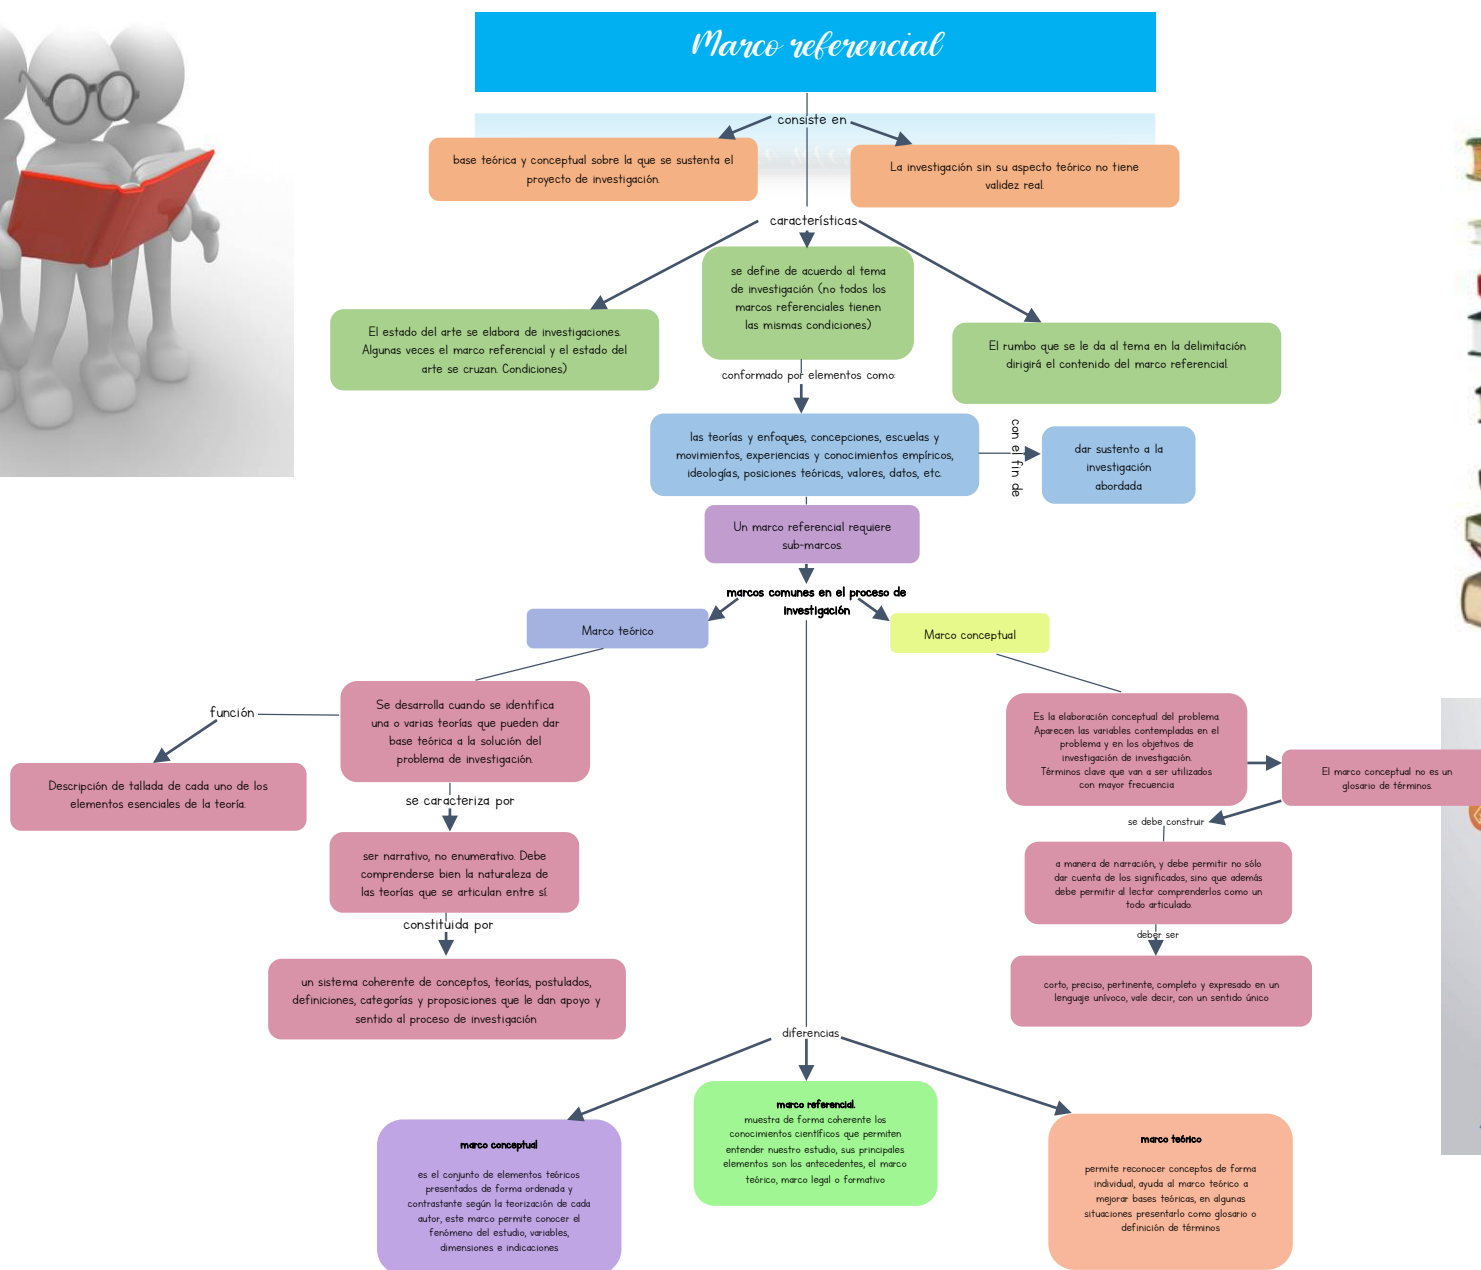 Marco referencial
consiste en
base teórica y conceptual sobre la que se sustenta el
proyecto de investigación.
La investigación sin su aspecto teórico no tiene
validez real.
características
se define de acuerdo al tema
de investigación (no todos los
marcos referenciales tienen
las mismas condiciones)
El estado del arte se elabora de investigaciones.
Algunas veces el marco referencial y el estado del
arte se cruzan. Condiciones)
El rumbo que se le da al tema en la delimitación
dirigirá el contenido del marco referencial.
conformado por elementos como:
las teorías y enfoques, concepciones, escuelas y
movimientos, experiencias y conocimientos empíricos,
ideologías, posiciones teóricas, valores, datos, etc.
con el fin de
dar sustento a la
investigación
abordada
Un marco referencial requiere
sub-marcos.
marcos comunes en el proceso de
investigación
Marco teórico
Marco conceptual
Se desarrolla cuando se identifica
una o varias teorías que pueden dar
base teórica a la solución del
problema de investigación.
función
Descripción de tallada de cada uno de los
elementos esenciales de la teoría.
se caracteriza por
ser narrativo, no enumerativo. Debe
comprenderse bien la naturaleza de
las teorías que se articulan entre sí.
constituida por
un sistema coherente de conceptos, teorías, postulados,
definiciones, categorías y proposiciones que le dan apoyo y
sentido al proceso de investigación
Es la elaboración conceptual del problema.
Aparecen las variables contempladas en el
problema y en los objetivos de
investigación de investigación.
Términos clave que van a ser utilizados
con mayor frecuencia
El marco conceptual no es un
glosario de términos.
se debe construir
a manera de narración, y debe permitir no sólo
dar cuenta de los significados, sino que además
debe permitir al lector comprenderlos como un
todo articulado.
deber ser
corto, preciso, pertinente, completo y expresado en un
lenguaje unívoco, vale decir, con un sentido único
diferencias
marco conceptual
es el conjunto de elementos teóricos
presentados de forma ordenada y
contrastante según la teorización de cada
autor, este marco permite conocer el
fenómeno del estudio, variables,
dimensiones e indicaciones
marco referencial.
muestra de forma coherente los
conocimientos científicos que permiten
entender nuestro estudio, sus principales
elementos son los antecedentes, el marco
teórico, marco legal o formativo
marco teórico
permite reconocer conceptos de forma
individual, ayuda al marco teórico a
mejorar bases teóricas, en algunas
situaciones presentarlo como glosario o
definición de términos